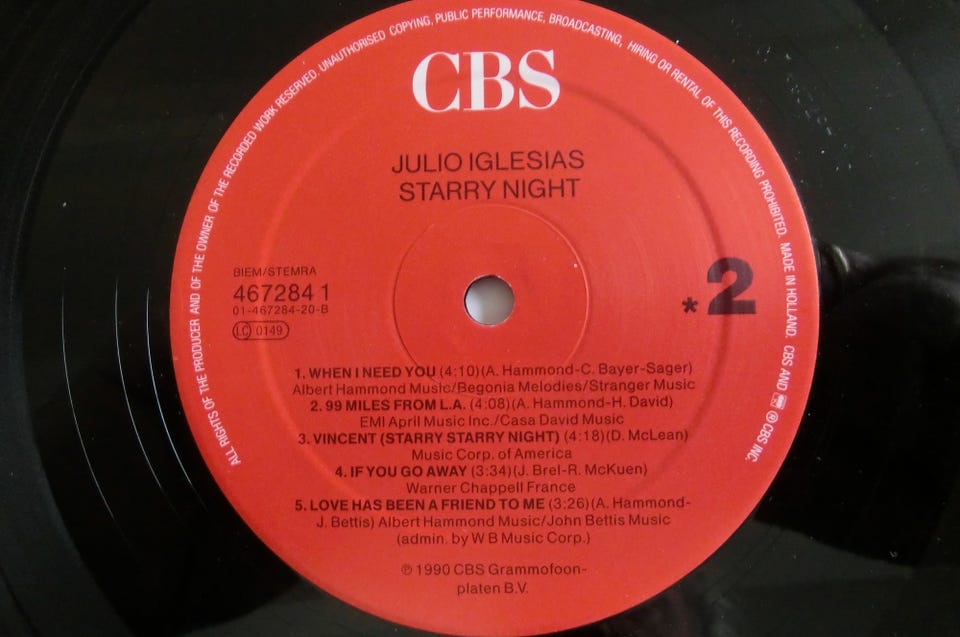 ALL RIGHTS OF THE PRODUCER AND OF THE OWNER OF THE RECORDED WORK RESERVED. UNAUTHORISED COPYING, PUBLIC PERFORMANCE, BROADCASTING, HIRING OR RENTAL OF THIS RECORDING PROHIBITED. MADE IN HOLLAND. CBS AND ℗ CBS INC.
CBS
JULIO IGLESIAS
STARRY NIGHT
BIEM/STEMRA
467284 1
01-467284-20-B
LC 0149
*2
1. WHEN I NEED YOU (4:10)(A. Hammond-C. Bayer-Sager)
Albert Hammond Music/Begonia Melodies/Stranger Music
2. 99 MILES FROM L.A. (4:08)(A. Hammond-H. David)
EMI April Music Inc./Casa David Music
3. VINCENT (STARRY STARRY NIGHT) (4:18)(D. McLean)
Music Corp. of America
4. IF YOU GO AWAY (3:34)(J. Brel-R. McKuen)
Warner Chappell France
5. LOVE HAS BEEN A FRIEND TO ME (3:26)(A. Hammond-
J. Bettis) Albert Hammond Music/John Bettis Music
(admin. by W B Music Corp.)
℗ 1990 CBS Grammofoon-
platen B.V.